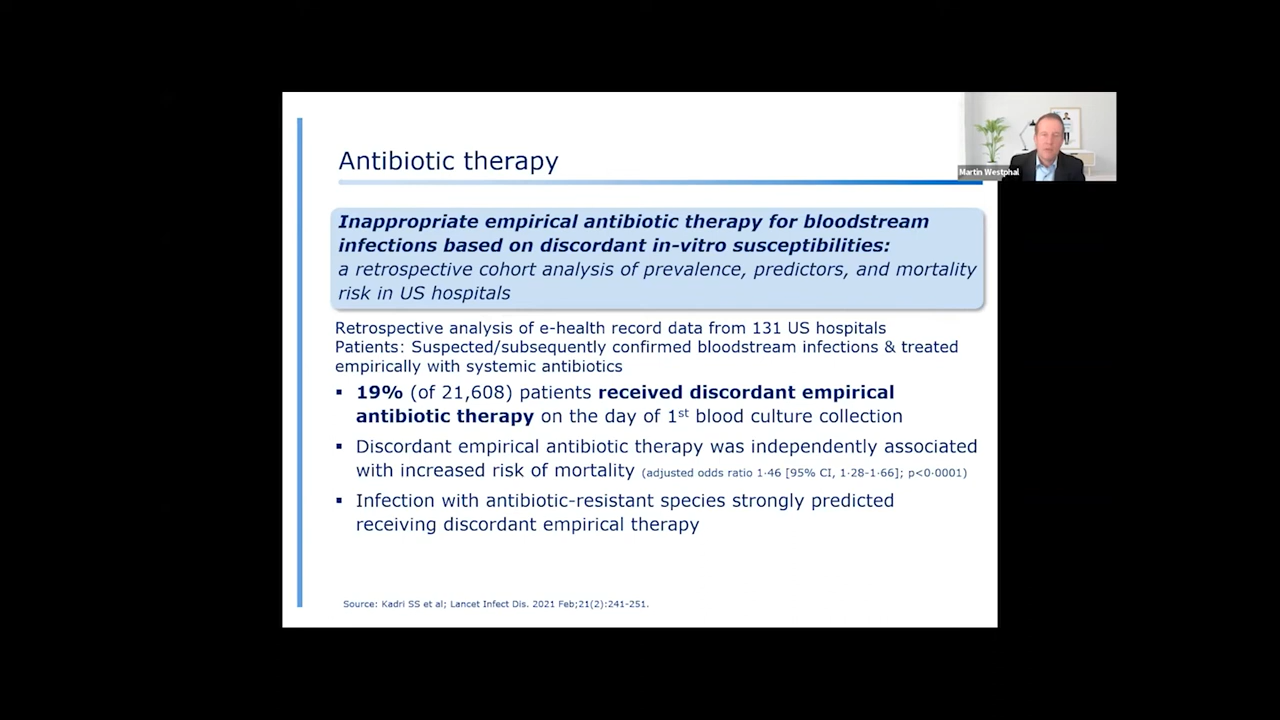 Antibiotic therapy
Martin Westphal
Inappropriate empirical antibiotic therapy for bloodstream
infections based on discordant in-vitro susceptibilities:
a retrospective cohort analysis of prevalence, predictors, and mortality
risk in US hospitals
Retrospective analysis of e-health record data from 131 US hospitals
Patients: Suspected/subsequently confirmed bloodstream infections & treated
empirically with systemic antibiotics
▪ 19% (of 21,608) patients received discordant empirical
antibiotic therapy on the day of 1st blood culture collection
▪ Discordant empirical antibiotic therapy was independently associated
with increased risk of mortality (adjusted odds ratio 1·46 [95% CI, 1·28-1·66]; p<0·0001)
▪ Infection with antibiotic-resistant species strongly predicted
receiving discordant empirical therapy
Source: Kadri SS et al; Lancet Infect Dis. 2021 Feb;21(2):241-251.